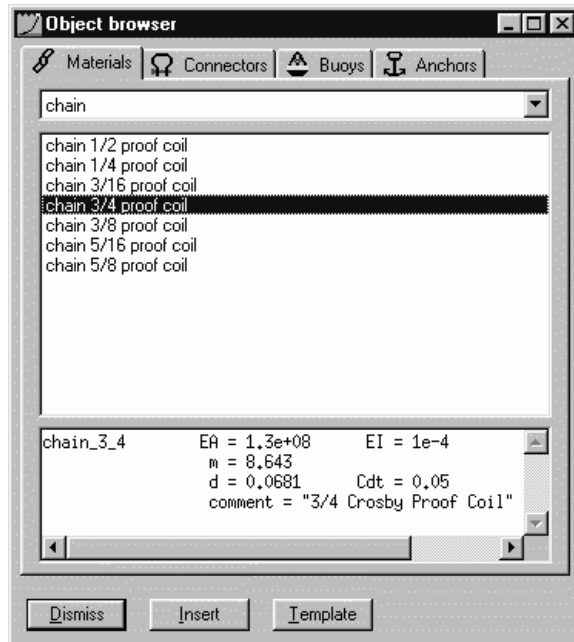 Object browser
Materials Connectors Buoys Anchors
chain
chain 1/2 proof coil
chain 1/4 proof coil
chain 3/16 proof coil
chain 3/4 proof coil
chain 3/8 proof coil
chain 5/16 proof coil
chain 5/8 proof coil
chain_3_4 EA = 1.3e+08 EI = 1e-4
m = 8.643
d = 0.0681 Cdt = 0.05
comment = "3/4 Crosby Proof Coil"
Dismiss Insert Template